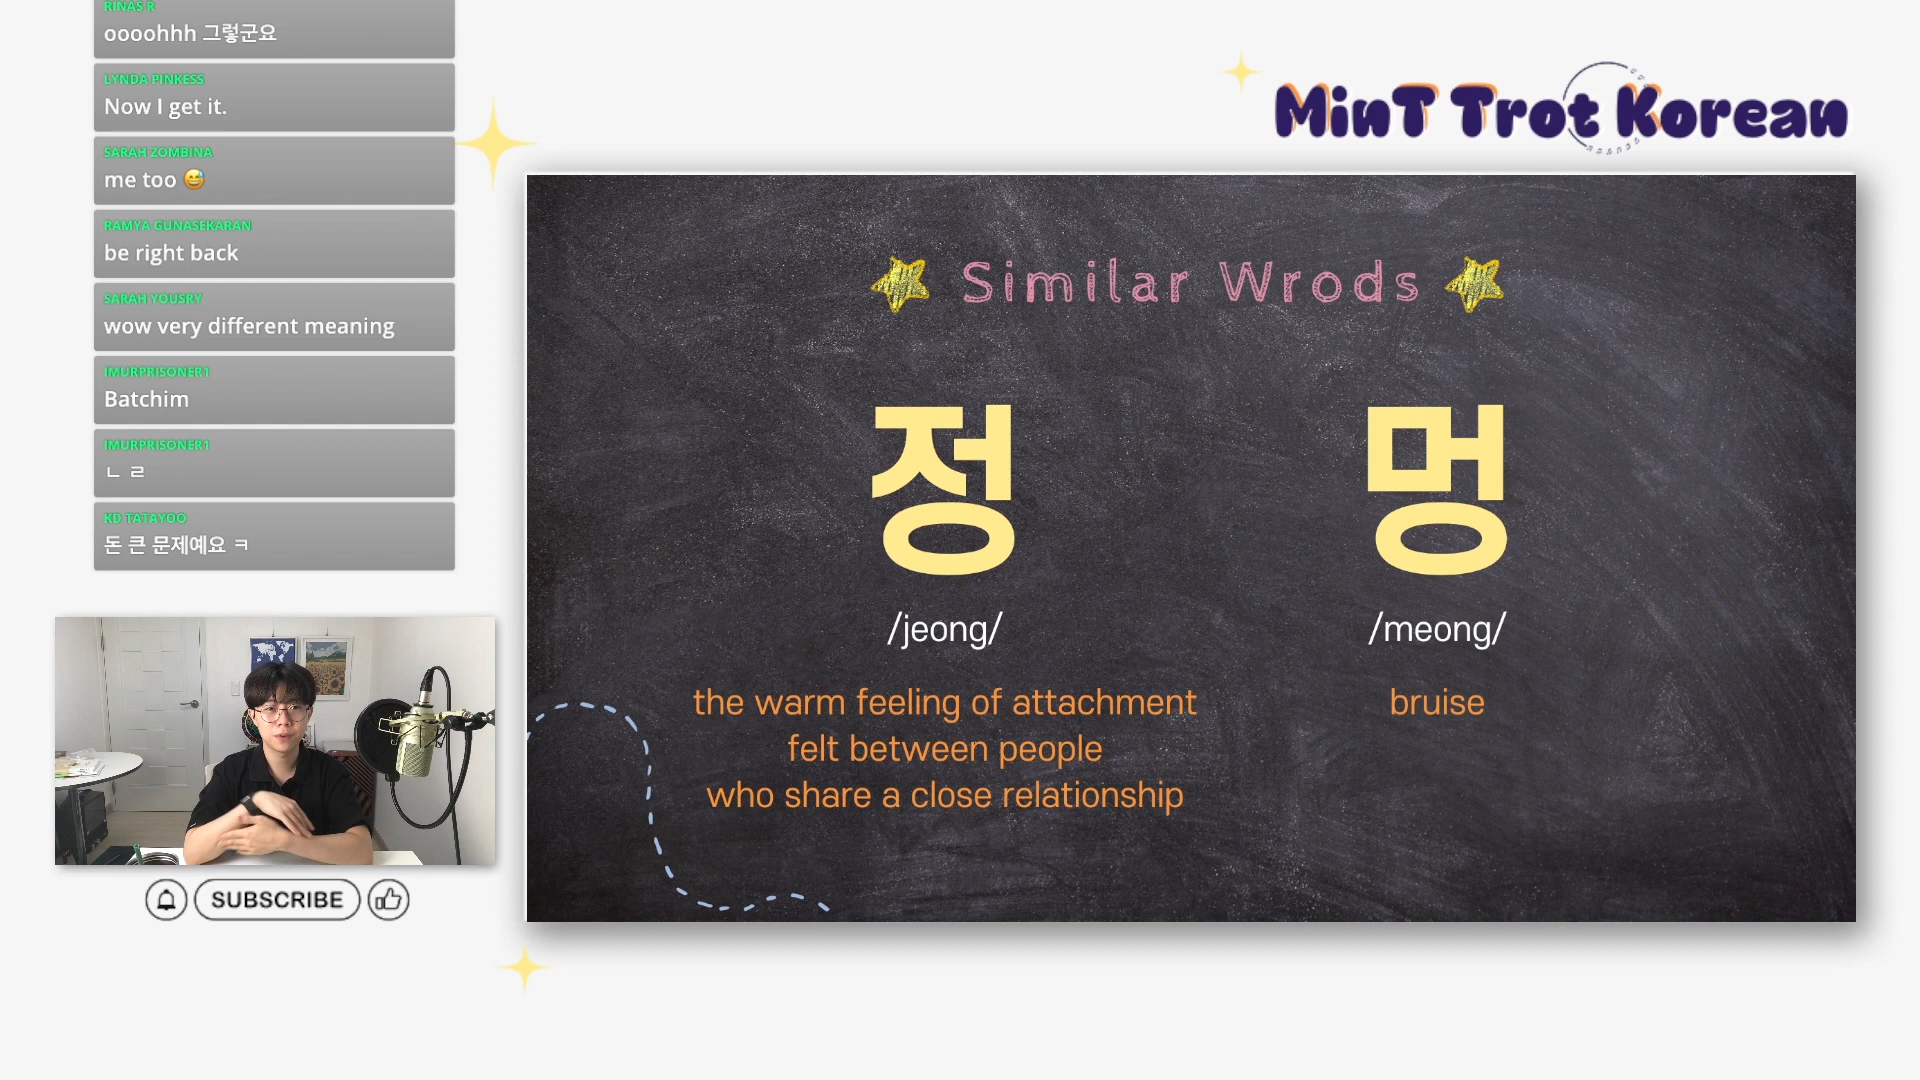 RINAS R
oooohhh 그렇군요
LYNDA PINKESS
Now I get it.
SARAH ZOMBINA
me too 😅
RAMYA GUNASEKARAN
be right back
SARAH YOUSRY
wow very different meaning
IMURPRISONER1
Batchim
IMURPRISONER1
ㄴ ㄹ
KD TATAYOO
돈 큰 문제예요 ㅋ
SUBSCRIBE
MinT Trot Korean
Similar Wrods
정
/jeong/
the warm feeling of attachment
felt between people
who share a close relationship
멍
/meong/
bruise